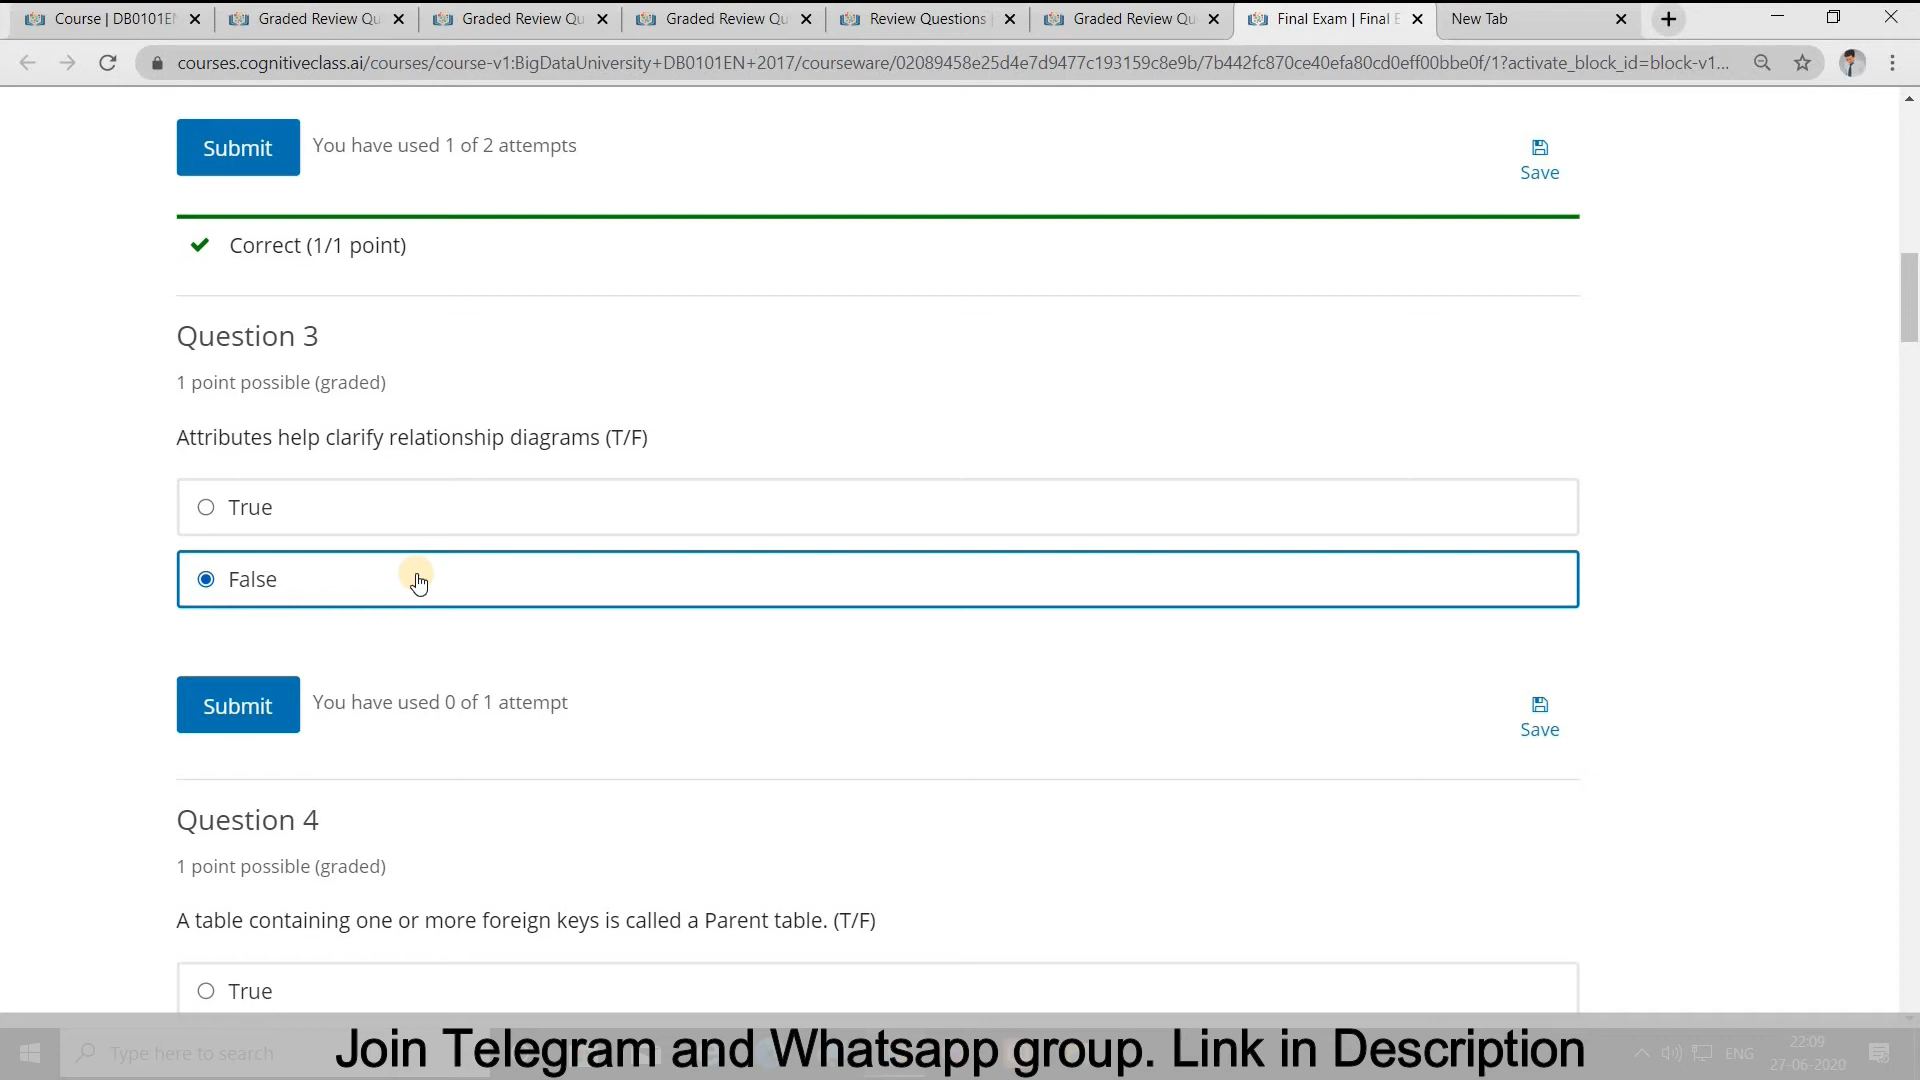 Course | DB0101E
Graded Review Qu
Graded Review Qu
Graded Review Qu
Review Questions
Graded Review Qu
Final Exam | Final E
New Tab
courses.cognitiveclass.ai/courses/course-v1:BigDataUniversity+DB0101EN+2017/courseware/02089458e25d4e7d9477c193159c8e9b/7b442fc870ce40efa80cd0eff00bbe0f/1?activate_block_id=block-v1...
Submit
You have used 1 of 2 attempts
Save
Correct (1/1 point)
Question 3
1 point possible (graded)
Attributes help clarify relationship diagrams (T/F)
True
False
Submit
You have used 0 of 1 attempt
Save
Question 4
1 point possible (graded)
A table containing one or more foreign keys is called a Parent table. (T/F)
True
Type here to search
Join Telegram and Whatsapp group. Link in Description
ENG
22:09
27-06-2020